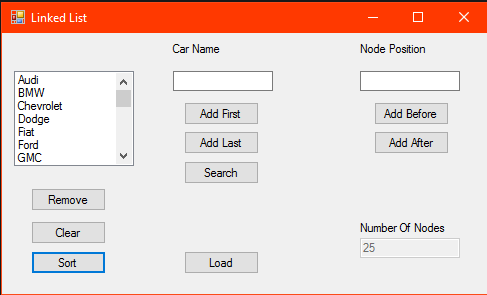 Linked List
Car Name
Node Position
Audi
BMW
Chevrolet
Dodge
Fiat
Ford
GMC
Add First
Add Before
Add Last
Add After
Search
Remove
Clear
Number Of Nodes
25
Sort
Load